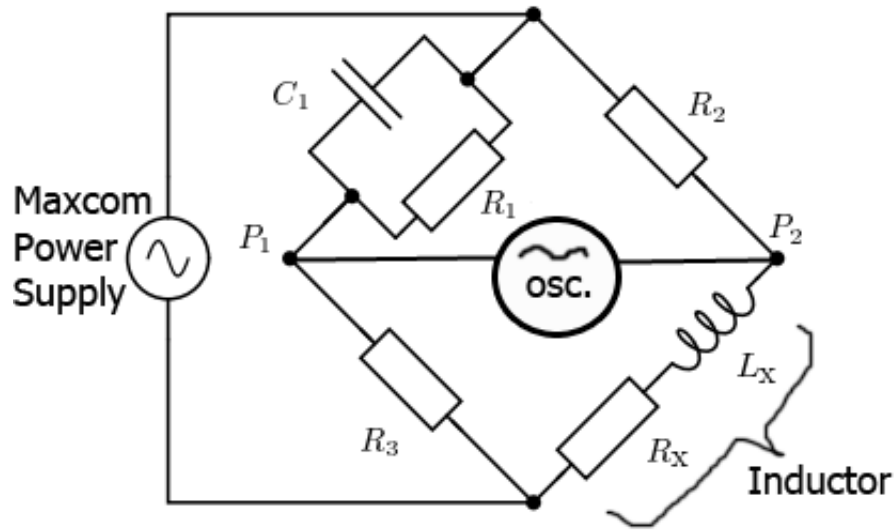 C₁
R₂
Maxcom
Power
Supply
R₁
P₁
P₂
osc.
Lₓ
R₃
Rₓ
Inductor